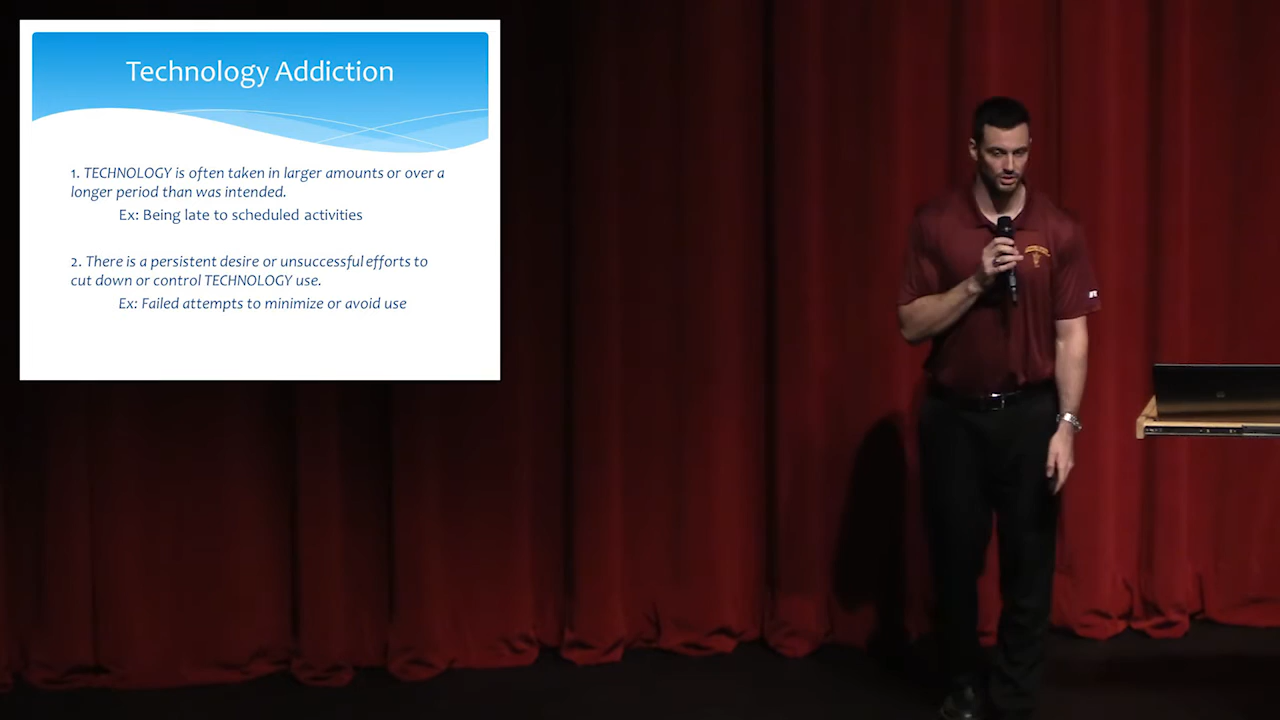 Technology Addiction
1. TECHNOLOGY is often taken in larger amounts or over a
longer period than was intended.
Ex: Being late to scheduled activities
2. There is a persistent desire or unsuccessful efforts to
cut down or control TECHNOLOGY use.
Ex: Failed attempts to minimize or avoid use